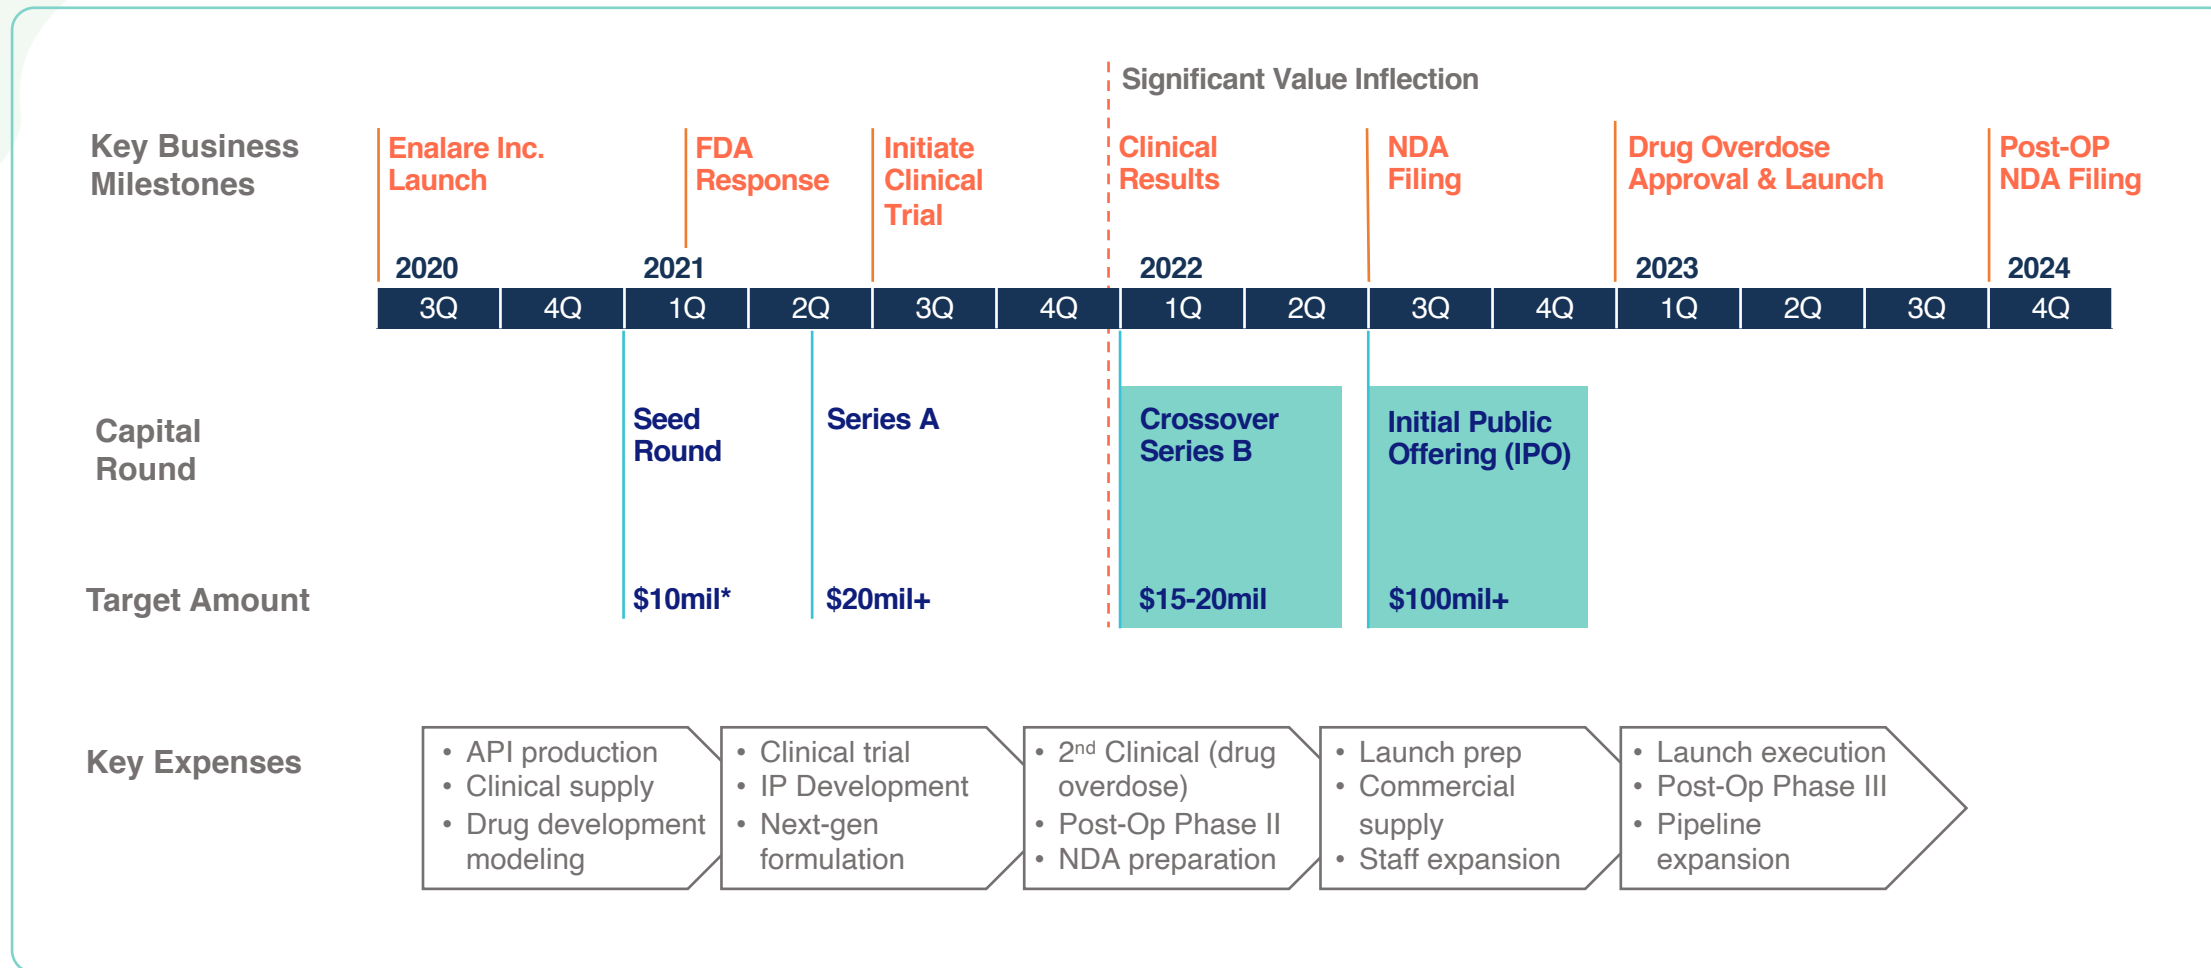 Significant Value Inflection
Key Business
Milestones
Enalare Inc.
Launch
FDA
Response
Initiate
Clinical
Trial
Clinical
Results
NDA
Filing
Drug Overdose
Approval & Launch
Post-OP
NDA Filing
2020 2021 2022 2023 2024
3Q 4Q 1Q 2Q 3Q 4Q 1Q 2Q 3Q 4Q 1Q 2Q 3Q 4Q
Capital
Round
Seed
Round
Series A
Crossover
Series B
Initial Public
Offering (IPO)
Target Amount $10mil* $20mil+ $15-20mil $100mil+
Key Expenses
• API production
• Clinical supply
• Drug development
modeling
• Clinical trial
• IP Development
• Next-gen
formulation
• 2nd Clinical (drug
overdose)
• Post-Op Phase II
• NDA preparation
• Launch prep
• Commercial
supply
• Staff expansion
• Launch execution
• Post-Op Phase III
• Pipeline
expansion